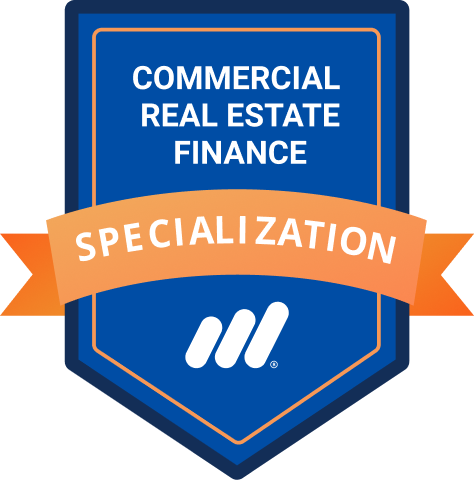 COMMERCIAL
REAL ESTATE
FINANCE
SPECIALIZATION
®